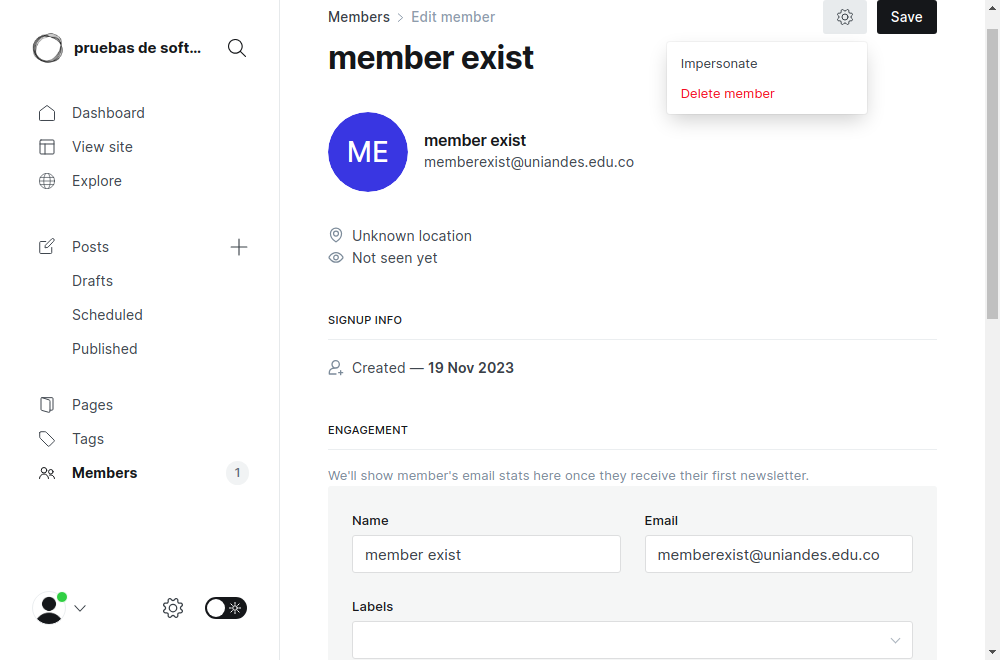 pruebas de soft...
Dashboard
View site
Explore
Posts
Drafts
Scheduled
Published
Pages
Tags
Members 1
Members > Edit member
Save
Impersonate
Delete member
member exist
ME
member exist
memberexist@uniandes.edu.co
Unknown location
Not seen yet
SIGNUP INFO
Created — 19 Nov 2023
ENGAGEMENT
We'll show member's email stats here once they receive their first newsletter.
Name
member exist
Email
memberexist@uniandes.edu.co
Labels